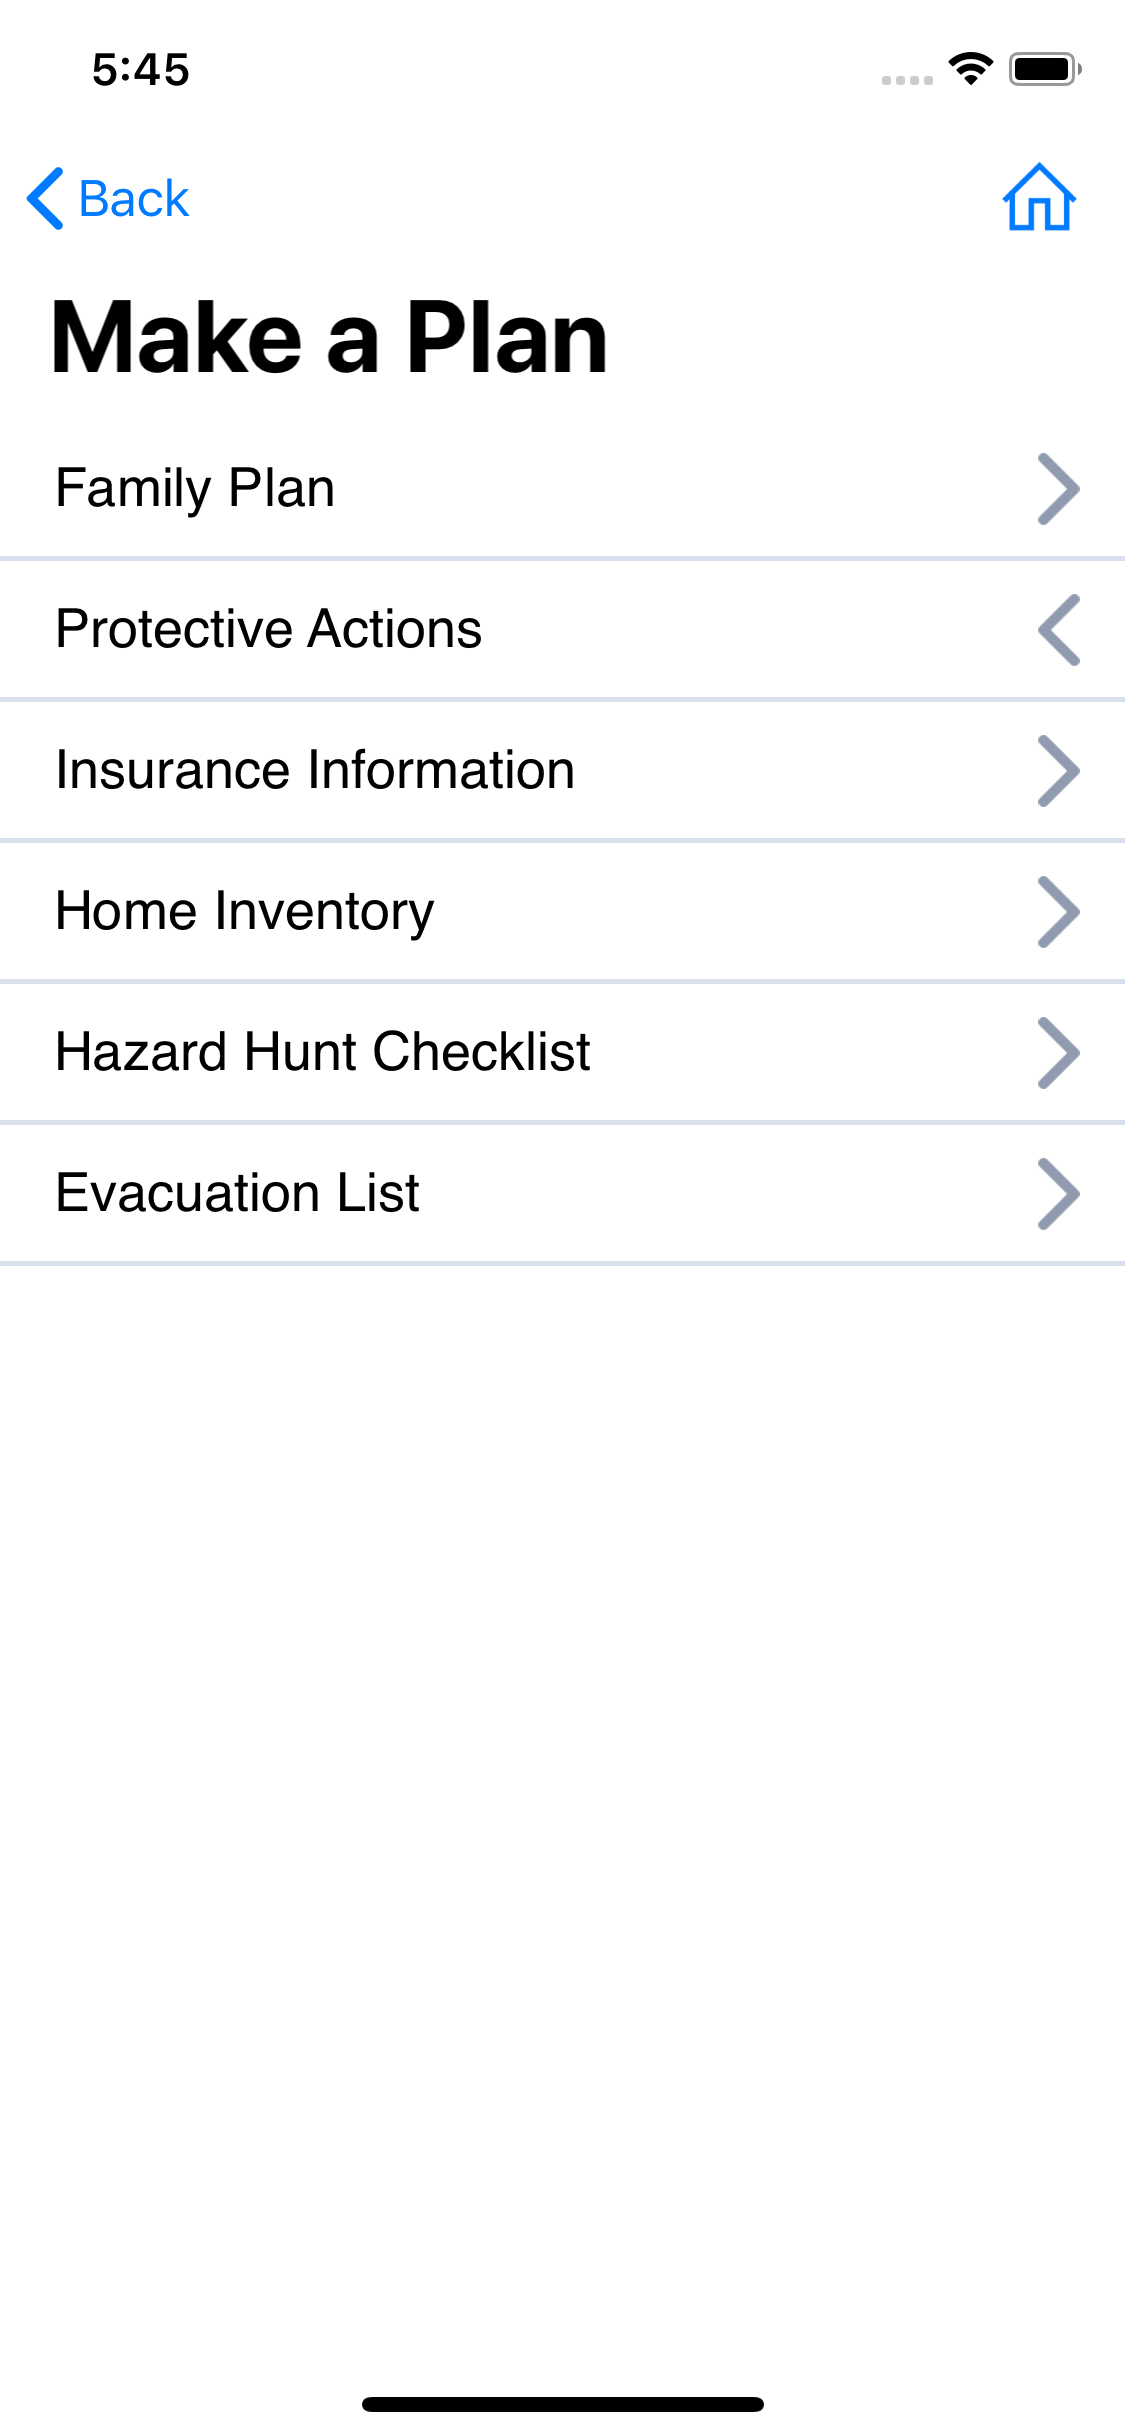 5:45
Back
Make a Plan
Family Plan
Protective Actions
Insurance Information
Home Inventory
Hazard Hunt Checklist
Evacuation List